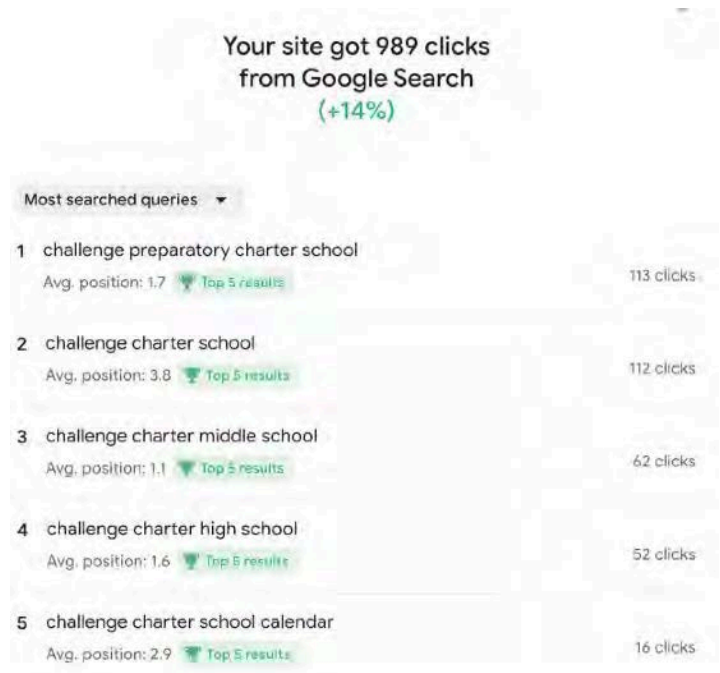 Your site got 989 clicks
from Google Search
(+14%)
Most searched queries
1 challenge preparatory charter school
Avg. position: 1.7 Top 5 results
113 clicks
2 challenge charter school
Avg. position: 3.8 Top 5 results
112 clicks
3 challenge charter middle school
Avg. position: 1.1 Top 5 results
62 clicks
4 challenge charter high school
Avg. position: 1.6 Top 5 results
52 clicks
5 challenge charter school calendar
Avg. position: 2.9 Top 5 results
16 clicks